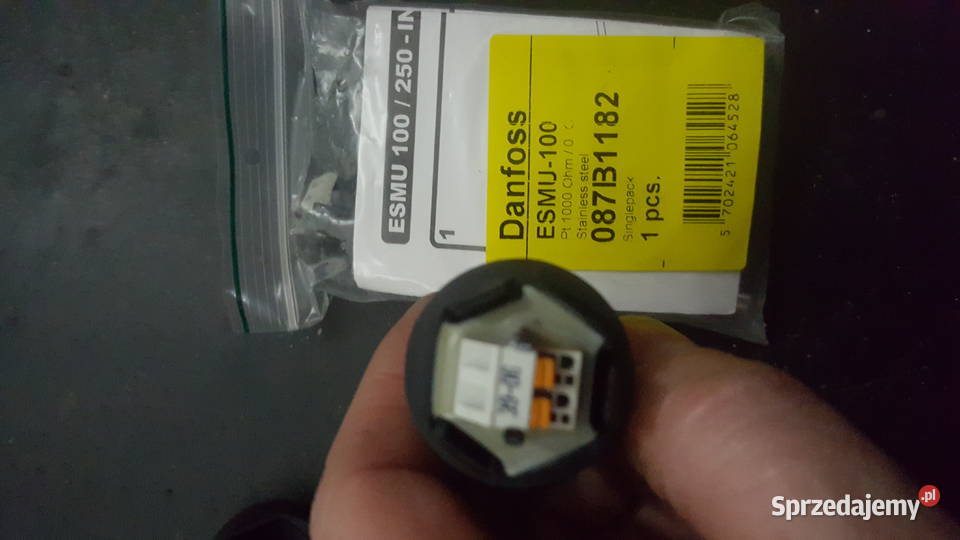 ESMU 100 / 250 - IN
1
Danfoss
ESMU-100
Pt 1000 Ohm / 0
Stainless steel
087B1182
Singlepack
1 pcs.
5 702421 064528
Sprzedajemy.pl